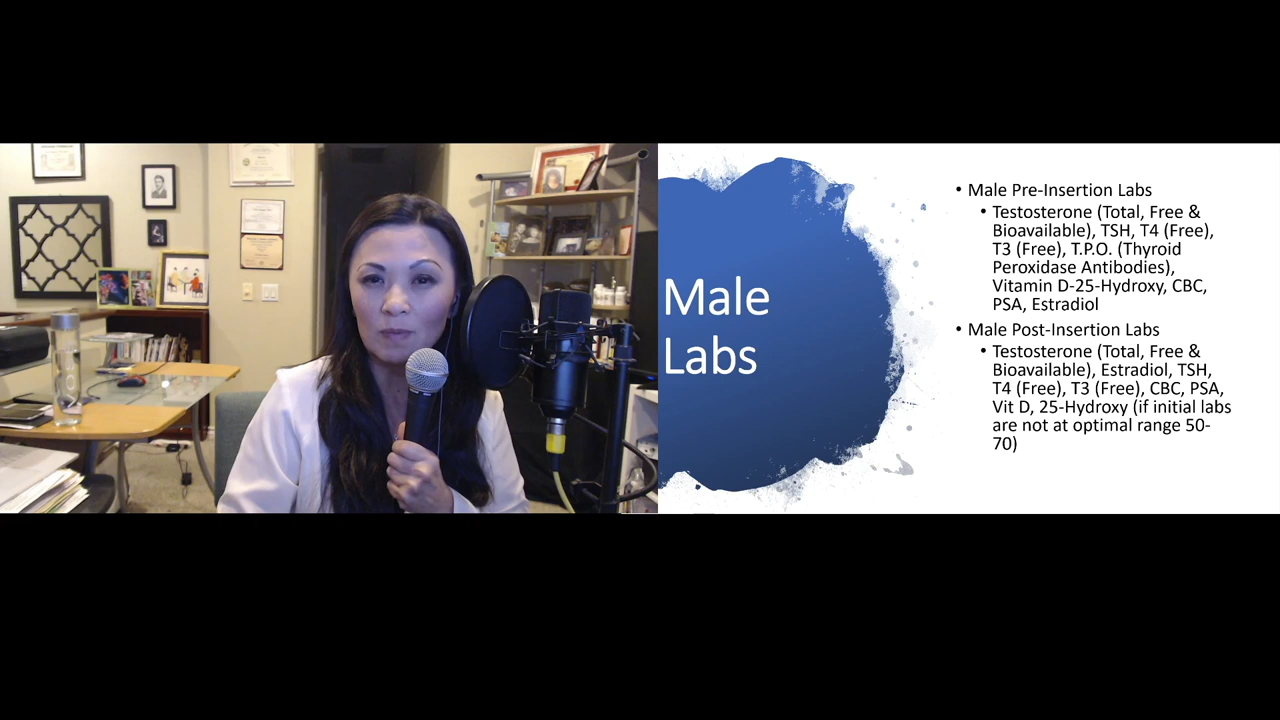 Male
Labs
• Male Pre-Insertion Labs
• Testosterone (Total, Free &
Bioavailable), TSH, T4 (Free),
T3 (Free), T.P.O. (Thyroid
Peroxidase Antibodies),
Vitamin D-25-Hydroxy, CBC,
PSA, Estradiol
• Male Post-Insertion Labs
• Testosterone (Total, Free &
Bioavailable), Estradiol, TSH,
T4 (Free), T3 (Free), CBC, PSA,
Vit D, 25-Hydroxy (if initial labs
are not at optimal range 50-
70)